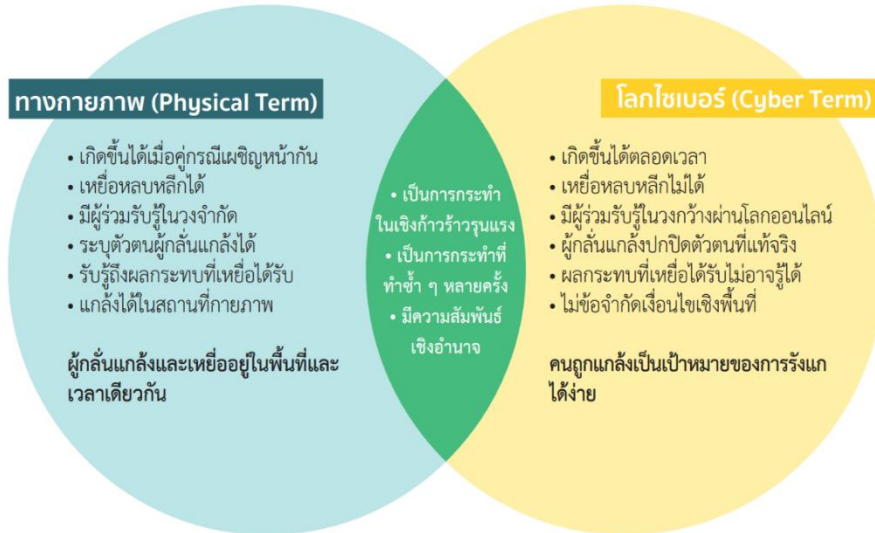 ทางกายภาพ (Physical Term)
• เกิดขึ้นได้เมื่อคู่กรณีเผชิญหน้ากัน
• เหยื่อหลบหลีกได้
• มีผู้ร่วมรับรู้ในวงจำกัด
• ระบุตัวตนผู้กลั่นแกล้งได้
• รับรู้ถึงผลกระทบที่เหยื่อได้รับ
• แกล้งได้ในสถานที่กายภาพ
ผู้กลั่นแกล้งและเหยื่ออยู่ในพื้นที่และ
เวลาเดียวกัน
• เป็นการกระทำ
ในเชิงก้าวร้าวรุนแรง
• เป็นการกระทำที่
ทำซ้ำ ๆ หลายครั้ง
• มีความสัมพันธ์
เชิงอำนาจ
โลกไซเบอร์ (Cyber Term)
• เกิดขึ้นได้ตลอดเวลา
• เหยื่อหลบหลีกไม่ได้
• มีผู้ร่วมรับรู้ในวงกว้างผ่านโลกออนไลน์
• ผู้กลั่นแกล้งปกปิดตัวตนที่แท้จริง
• ผลกระทบที่เหยื่อได้รับไม่อาจรู้ได้
• ไม่ข้อจำกัดเงื่อนไขเชิงพื้นที่
คนถูกแกล้งเป็นเป้าหมายของการรังแก
ได้ง่าย